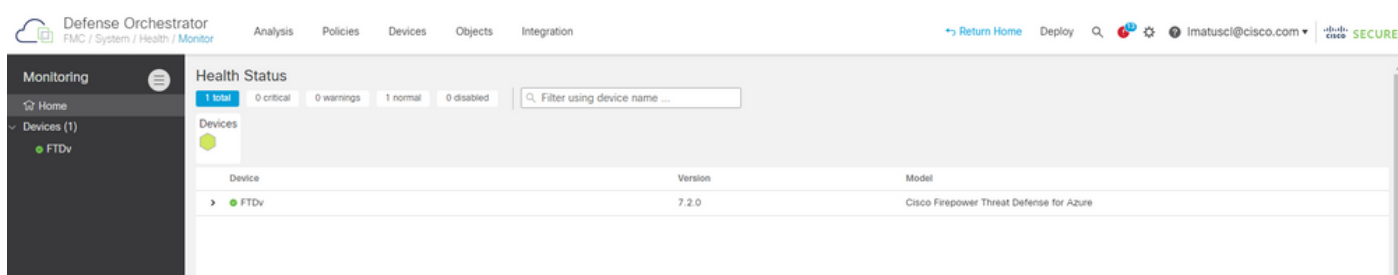 Defense Orchestrator
FMC / System / Health / Monitor
Analysis Policies Devices Objects Integration
Return Home Deploy lmatuscl@cisco.com
cisco SECURE
Monitoring
Home
Devices (1)
FTDv
Health Status
1 total 0 critical 0 warnings 1 normal 0 disabled Filter using device name ...
Devices
Device Version Model
FTDv 7.2.0 Cisco Firepower Threat Defense for Azure